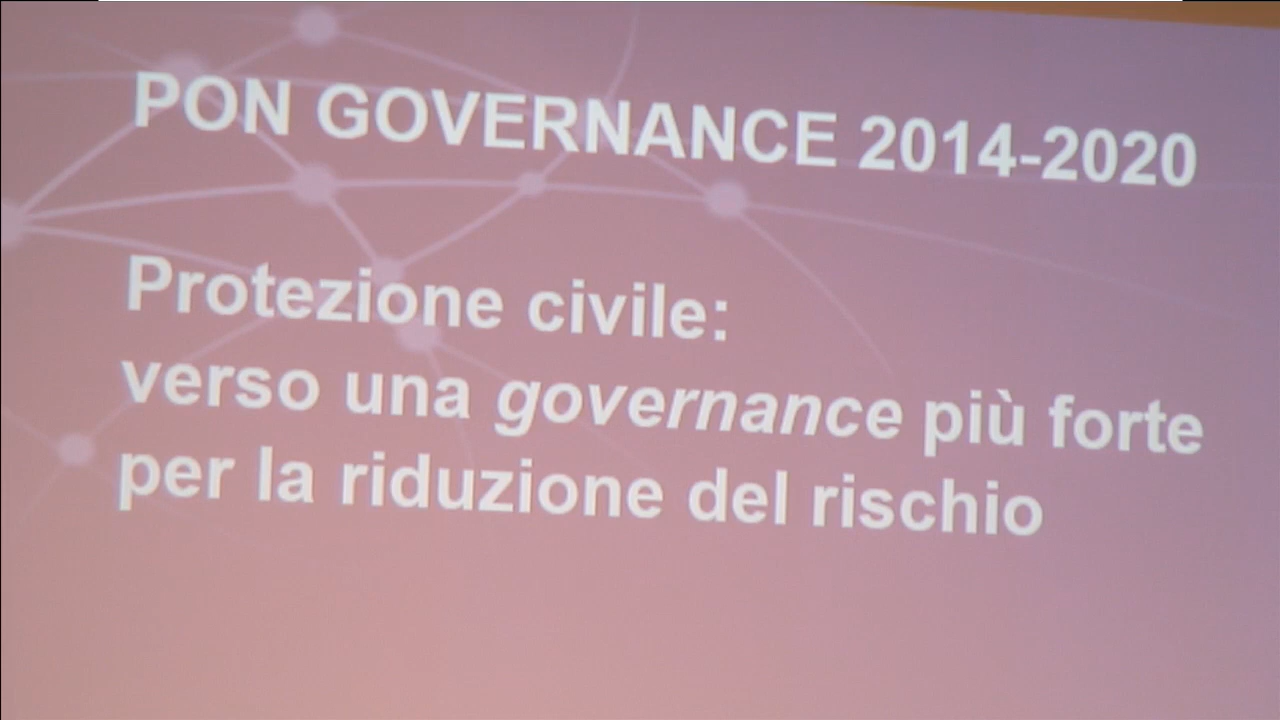 PON GOVERNANCE 2014-2020
Protezione civile:
verso una governance più forte
per la riduzione del rischio